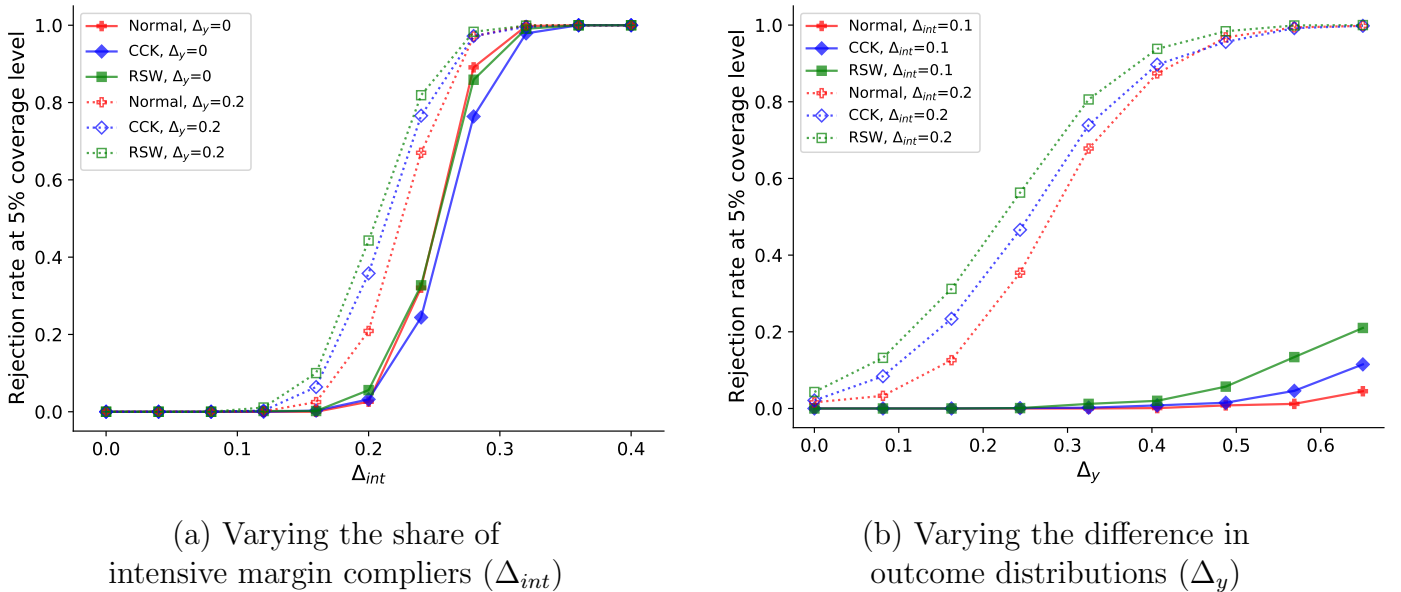 Rejection rate at 5% coverage level
1.0
0.8
0.6
0.4
0.2
0.0
Normal, Δy=0
CCK, Δy=0
RSW, Δy=0
Normal, Δy=0.2
CCK, Δy=0.2
RSW, Δy=0.2
0.0 0.1 0.2 0.3 0.4
Δint
(a) Varying the share of
intensive margin compliers (Δint)
Rejection rate at 5% coverage level
1.0
0.8
0.6
0.4
0.2
0.0
Normal, Δint=0.1
CCK, Δint=0.1
RSW, Δint=0.1
Normal, Δint=0.2
CCK, Δint=0.2
RSW, Δint=0.2
0.0 0.1 0.2 0.3 0.4 0.5 0.6
Δy
(b) Varying the difference in
outcome distributions (Δy)